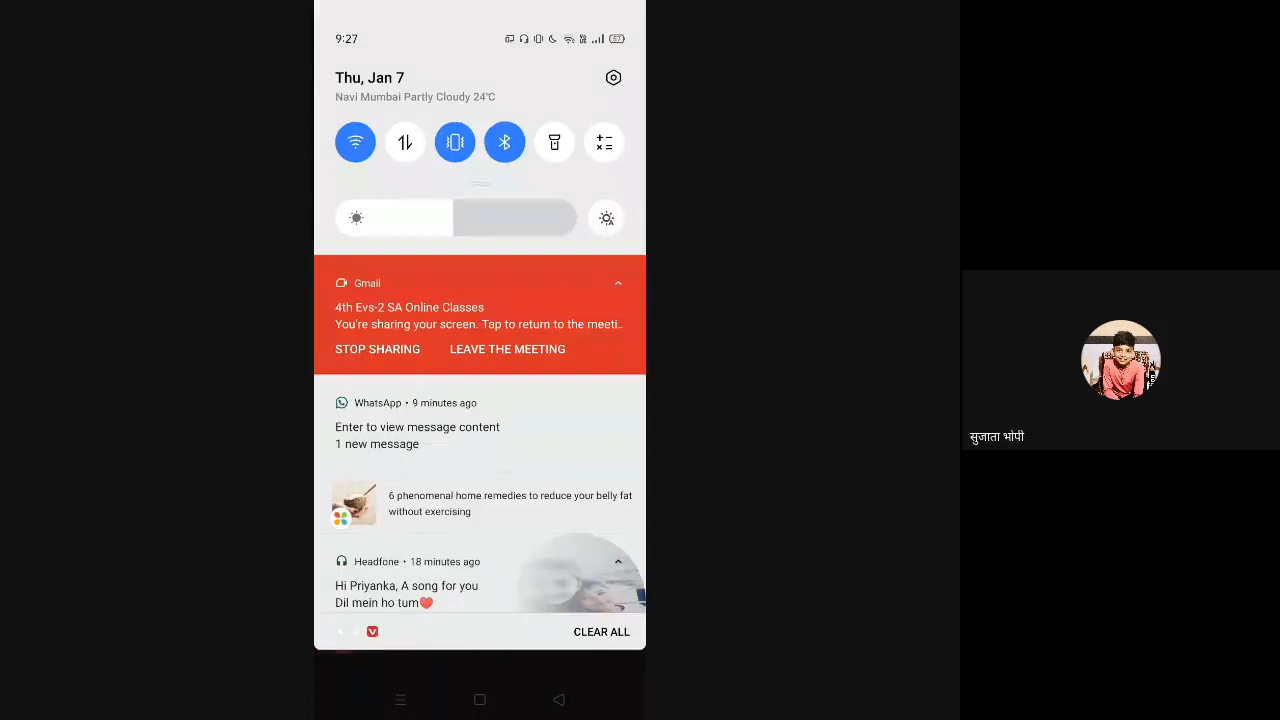 9:27
57
Thu, Jan 7
Navi Mumbai Partly Cloudy 24°C
Gmail
4th Evs-2 SA Online Classes
You're sharing your screen. Tap to return to the meeti..
STOP SHARING LEAVE THE MEETING
WhatsApp • 9 minutes ago
Enter to view message content
1 new message
6 phenomenal home remedies to reduce your belly fat
without exercising
Headfone • 18 minutes ago
Hi Priyanka, A song for you
Dil mein ho tum❤️
CLEAR ALL
सुजाता भोपी